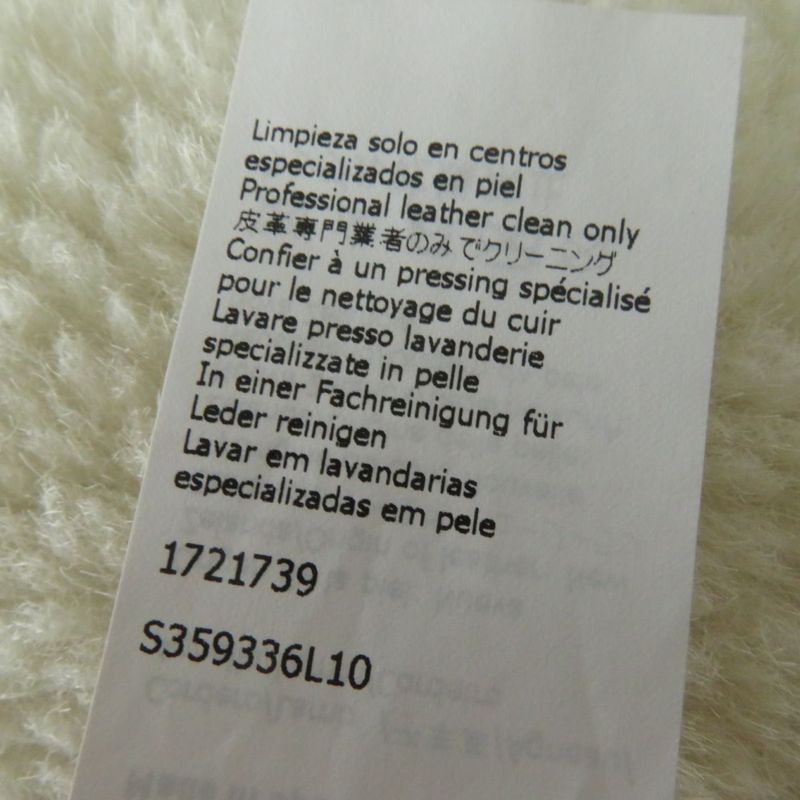 Limpieza solo en centros
especializados en piel
Professional leather clean only
皮革専門業者のみでクリーニング
Confier à un pressing spécialisé
pour le nettoyage du cuir
Lavare presso lavanderie
specializzate in pelle
In einer Fachreinigung für
Leder reinigen
Lavar em lavandarias
especializadas em pele
1721739
S359336L10